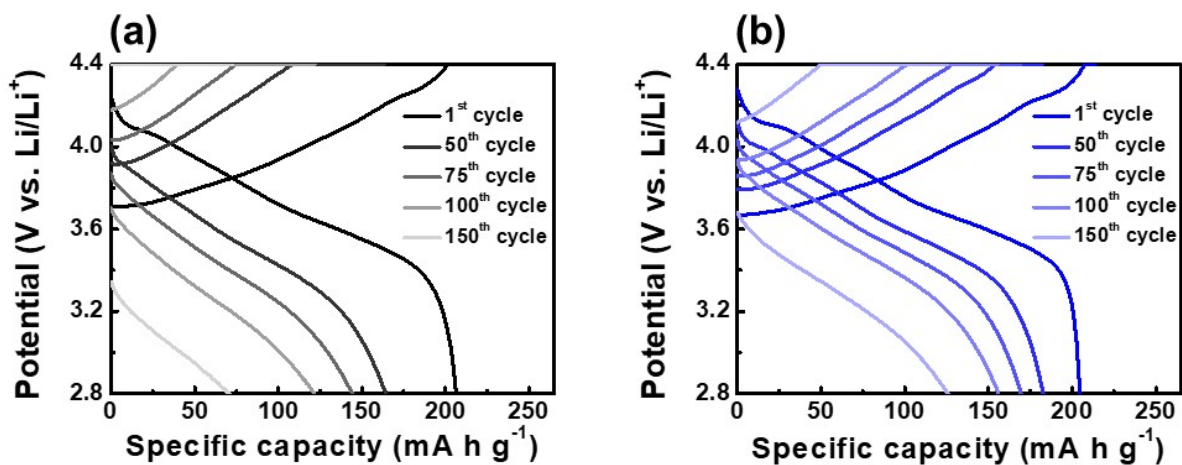 (a)
Potential (V vs. Li/Li+)
4.4
4.0
3.6
3.2
2.8
1st cycle
50th cycle
75th cycle
100th cycle
150th cycle
0 50 100 150 200 250
Specific capacity (mA h g-1)
(b)
Potential (V vs. Li/Li+)
4.4
4.0
3.6
3.2
2.8
1st cycle
50th cycle
75th cycle
100th cycle
150th cycle
0 50 100 150 200 250
Specific capacity (mA h g-1)